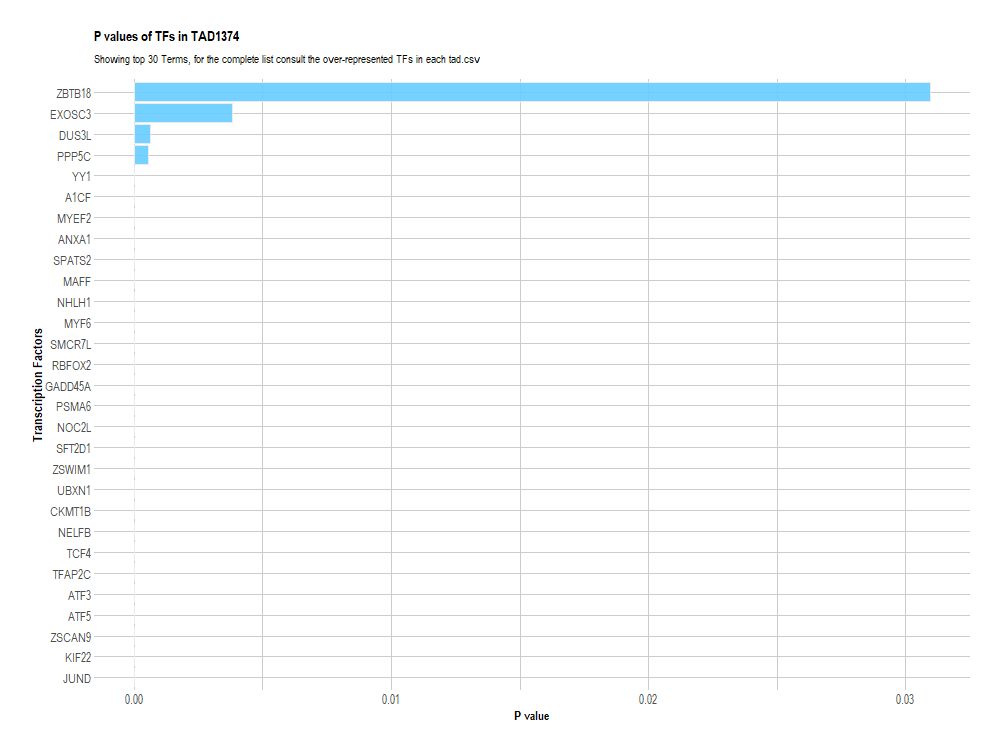 P values of TFs in TAD1374
Showing top 30 Terms, for the complete list consult the over-represented TFs in each tad.csv
Transcription Factors
ZBTB18
EXOSC3
DUS3L
PPP5C
YY1
A1CF
MYEF2
ANXA1
SPATS2
MAFF
NHLH1
MYF6
SMCR7L
RBFOX2
GADD45A
PSMA6
NOC2L
SFT2D1
ZSWIM1
UBXN1
CKMT1B
NELFB
TCF4
TFAP2C
ATF3
ATF5
ZSCAN9
KIF22
JUND
0.00 0.01 0.02 0.03
P value